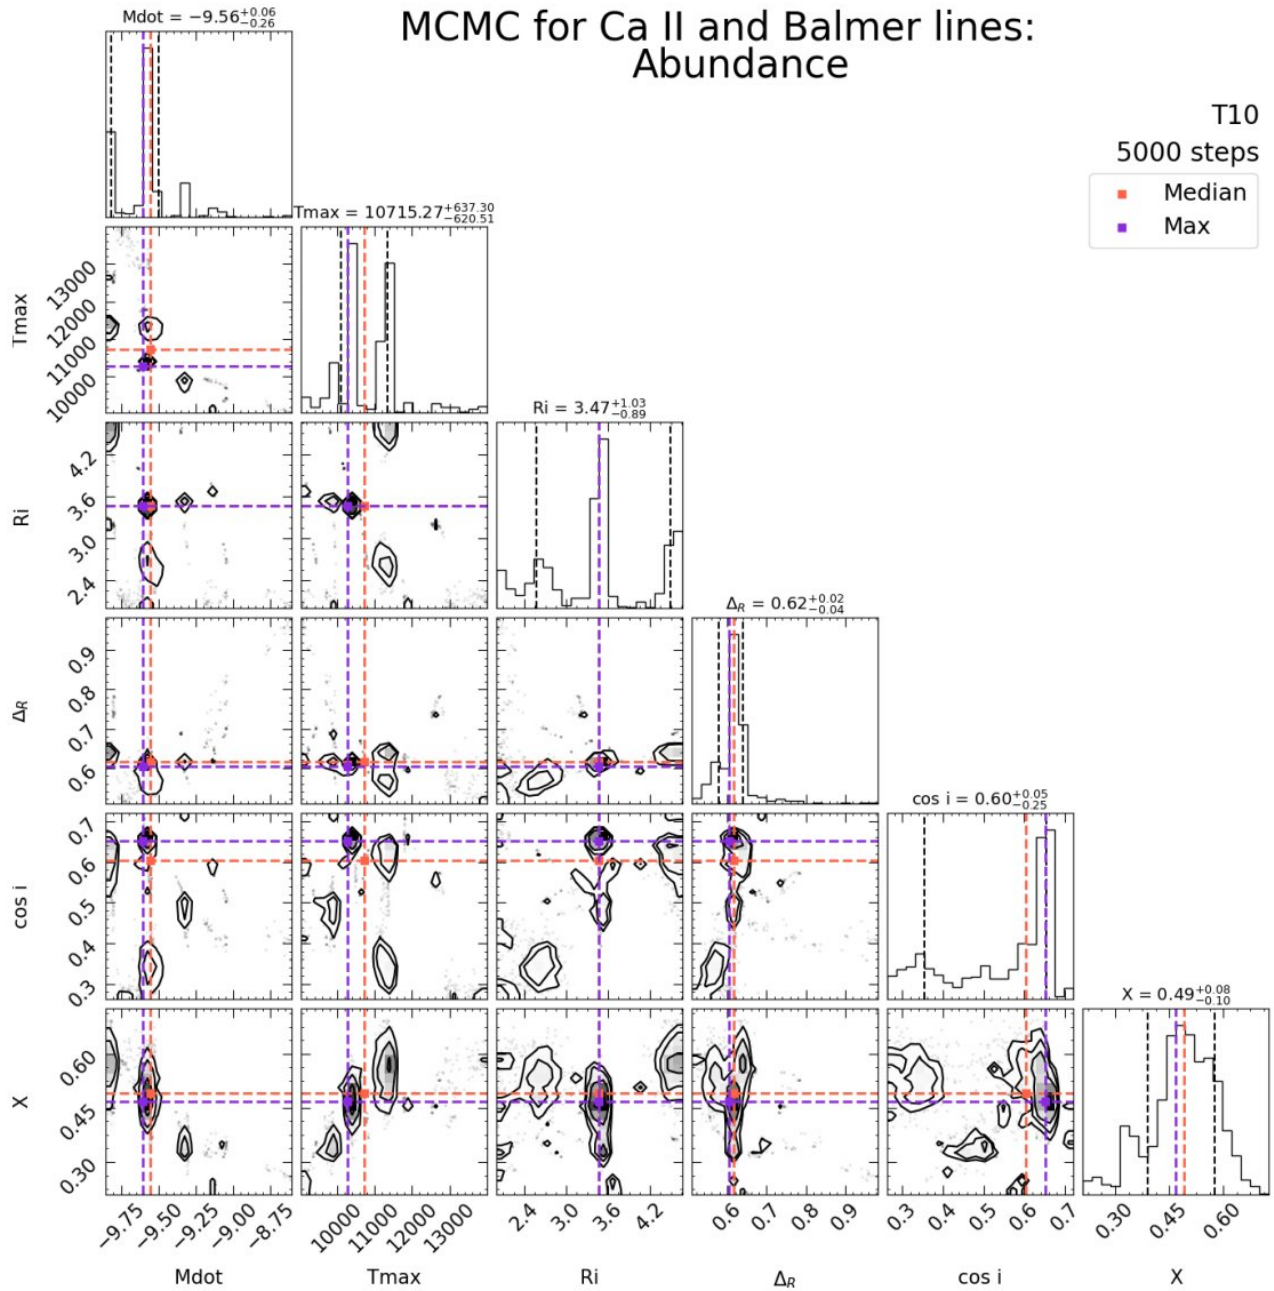 MCMC for Ca II and Balmer lines:
Abundance
T10
5000 steps
Median
Max
Mdot = −9.56+0.06−0.26
Tmax = 10715.27+637.30−620.51
Ri = 3.47+1.03−0.89
ΔR = 0.62+0.02−0.04
cos i = 0.60+0.05−0.25
X = 0.49+0.08−0.10
Tmax
13000
12000
11000
10000
Ri
4.2
3.6
3.0
2.4
ΔR
0.9
0.8
0.7
0.6
cos i
0.7
0.6
0.5
0.4
0.3
X
0.60
0.45
0.30
−9.75 −9.50 −9.25 −9.00 −8.75
10000 11000 12000 13000
2.4 3.0 3.6 4.2
0.6 0.7 0.8 0.9
0.3 0.4 0.5 0.6 0.7
0.30 0.45 0.60
Mdot Tmax Ri ΔR cos i X